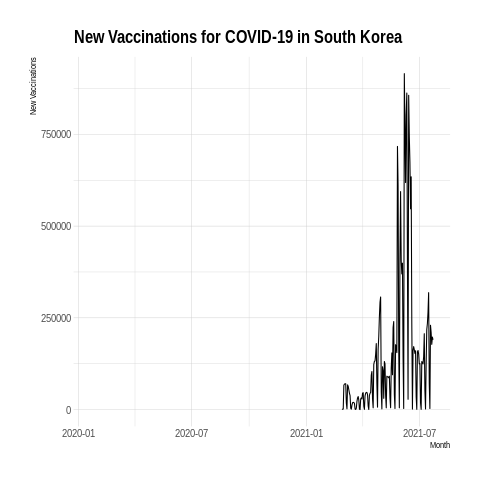 New Vaccinations for COVID-19 in South Korea
New Vaccinations
750000
500000
250000
0
2020-01 2020-07 2021-01 2021-07
Month